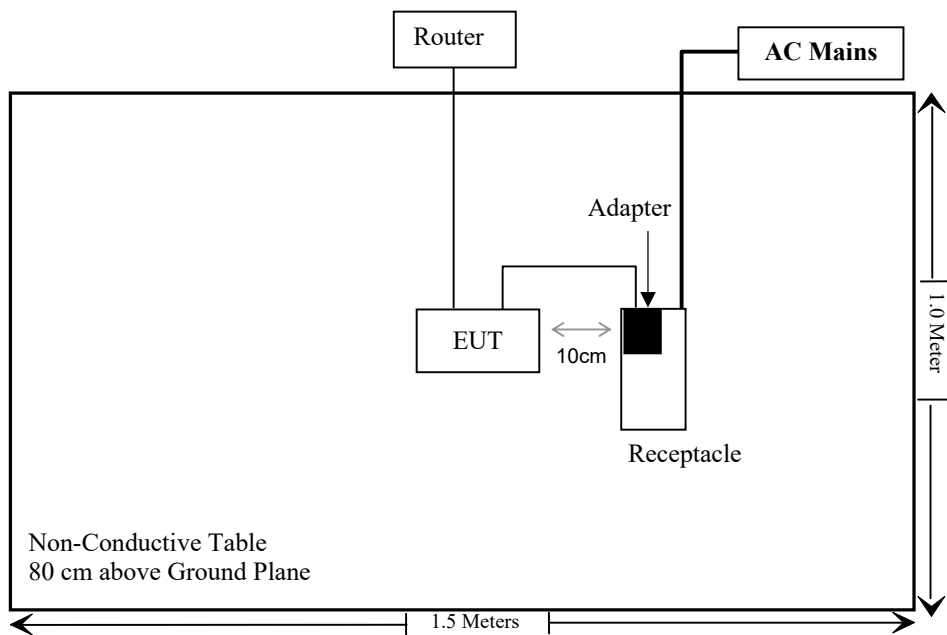 Router
AC Mains
Adapter
EUT
10cm
1.0 Meter
Receptacle
Non-Conductive Table
80 cm above Ground Plane
1.5 Meters